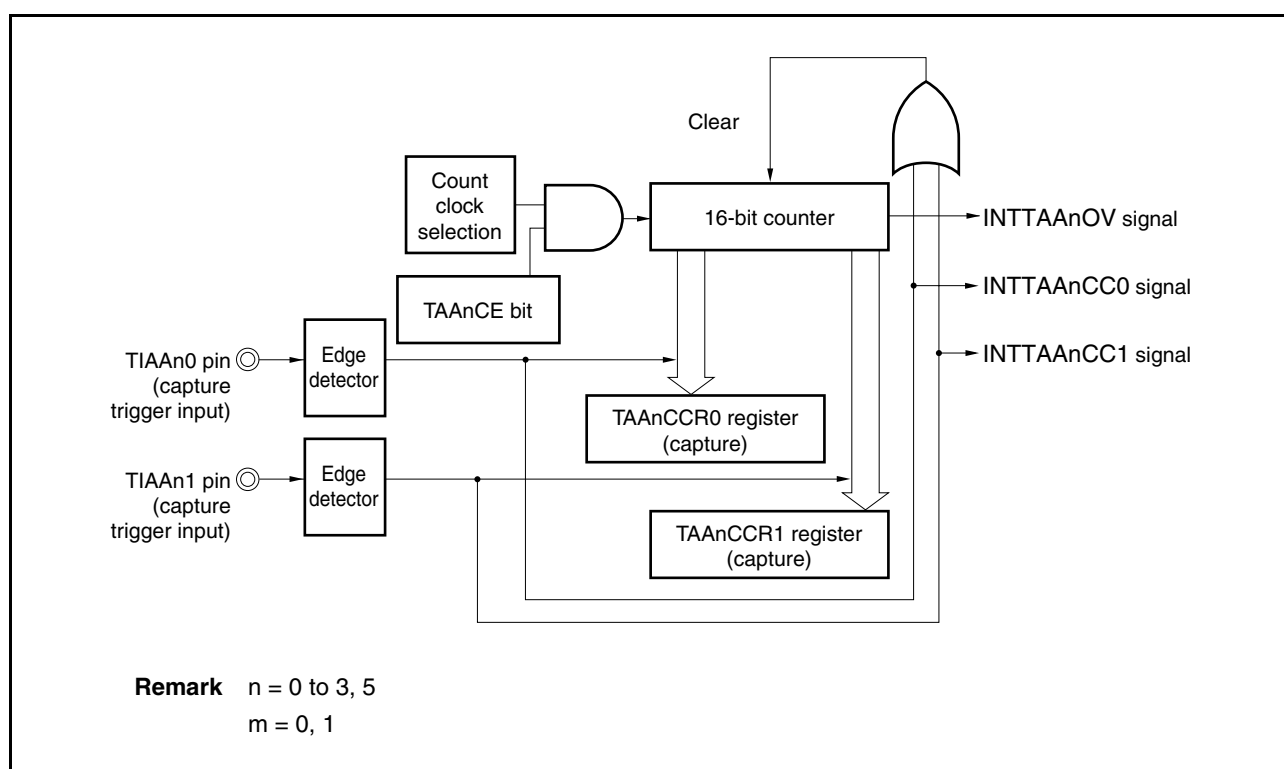 Clear
Count
clock
selection
16-bit counter
INTTAAnOV signal
TAAnCE bit
INTTAAnCC0 signal
TIAAn0 pin
(capture
trigger input)
Edge
detector
INTTAAnCC1 signal
TAAnCCR0 register
(capture)
TIAAn1 pin
(capture
trigger input)
Edge
detector
TAAnCCR1 register
(capture)
Remark n = 0 to 3, 5
m = 0, 1